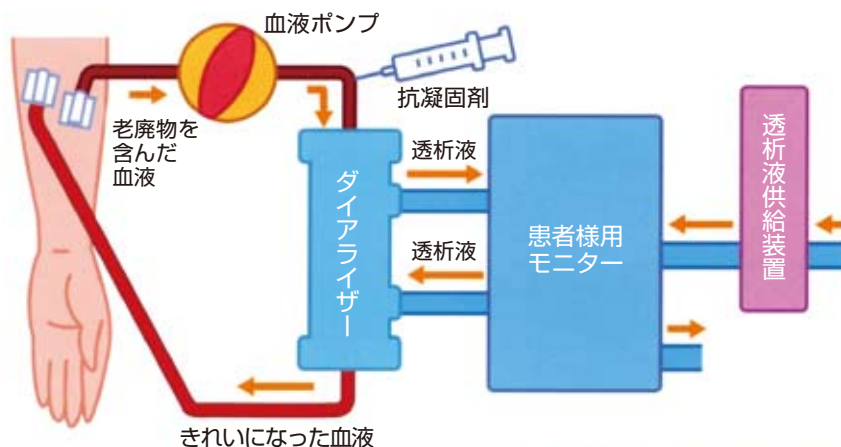 血液ポンプ
抗凝固剤
老廃物を
含んだ
血液
透析液
透析液
ダイアライザー
患者様用
モニター
透析液供給装置
きれいになった血液